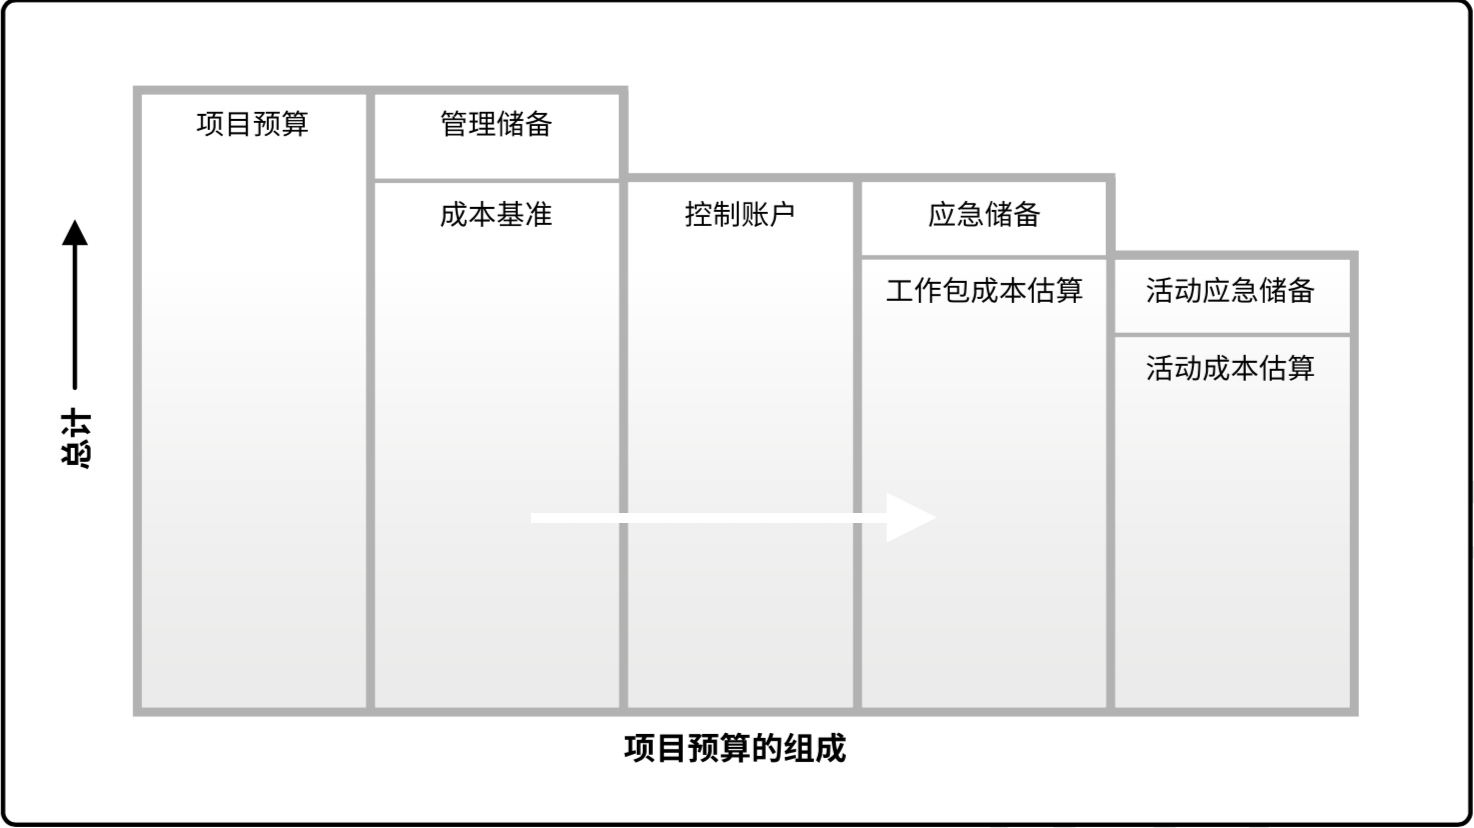 项目预算
管理储备
成本基准
控制账户
应急储备
工作包成本估算
活动应急储备
活动成本估算
总计
项目预算的组成